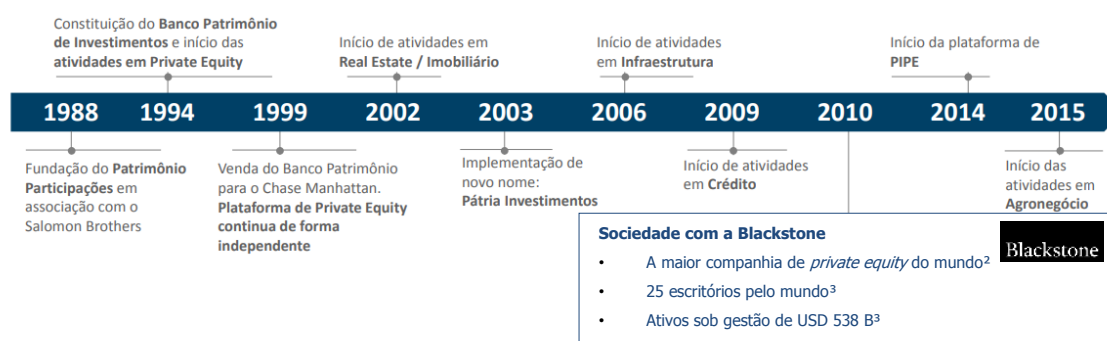 Constituição do Banco Patrimônio
de Investimentos e início das
atividades em Private Equity
Início de atividades em
Real Estate / Imobiliário
Início de atividades
em Infraestrutura
Início da plataforma de
PIPE
1988 1994 1999 2002 2003 2006 2009 2010 2014 2015
Fundação do Patrimônio
Participações em
associação com o
Salomon Brothers
Venda do Banco Patrimônio
para o Chase Manhattan.
Plataforma de Private Equity
continua de forma
independente
Implementação de
novo nome:
Pátria Investimentos
Início de atividades
em Crédito
Início das
atividades em
Agronegócio
Sociedade com a Blackstone
• A maior companhia de private equity do mundo²
• 25 escritórios pelo mundo³
• Ativos sob gestão de USD 538 B³
Blackstone